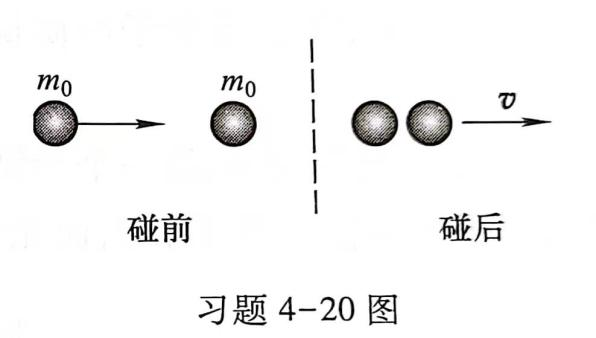 m₀ m₀ v
碰前 碰后
习题 4-20 图